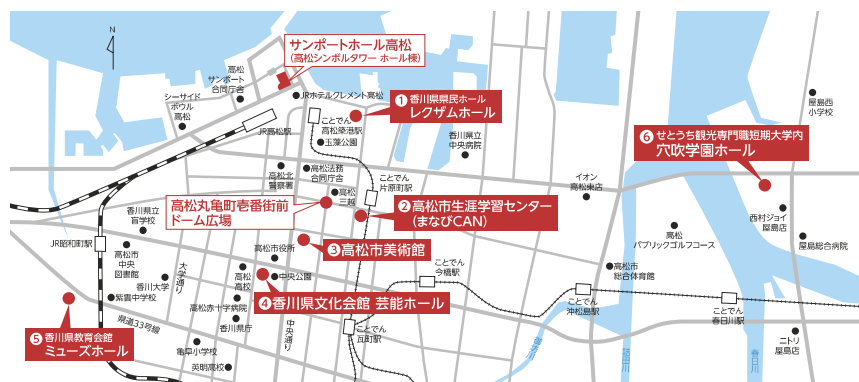 N
サンポートホール高松
(高松シンボルタワー ホール棟)
高松
サンポート
合同庁舎
シーサイド
ボウル
高松
JRホテルクレメント高松
JR高松駅
ことでん
高松築港駅
玉藻公園
❶香川県県民ホール
レクザムホール
香川県立
中央病院
屋島西
小学校
❻せとうち観光専門職短期大学内
穴吹学園ホール
高松北
警察署
高松法務
合同庁舎
高松
三越
ことでん
片原町駅
イオン
高松東店
高松丸亀町壱番街前
ドーム広場
❷高松市生涯学習センター
(まなびCAN)
香川県立
盲学校
JR昭和町駅
高松市
中央
図書館
大学通り
高松市役所
❸高松市美術館
高松
パブリックゴルフコース
西村ジョイ
屋島店
屋島総合病院
香川大学
紫雲中学校
高松
高校
中央公園
ことでん
今橋駅
高松市
総合体育館
❹香川県文化会館 芸能ホール
高松赤十字病院
香川県庁
県道33号線
中央通り
ことでん
瓦町駅
ことでん
沖松島駅
ことでん
春日川駅
❺香川県教育会館
ミューズホール
亀阜小学校
英明高校
詰田川
春日川
ニトリ
屋島店